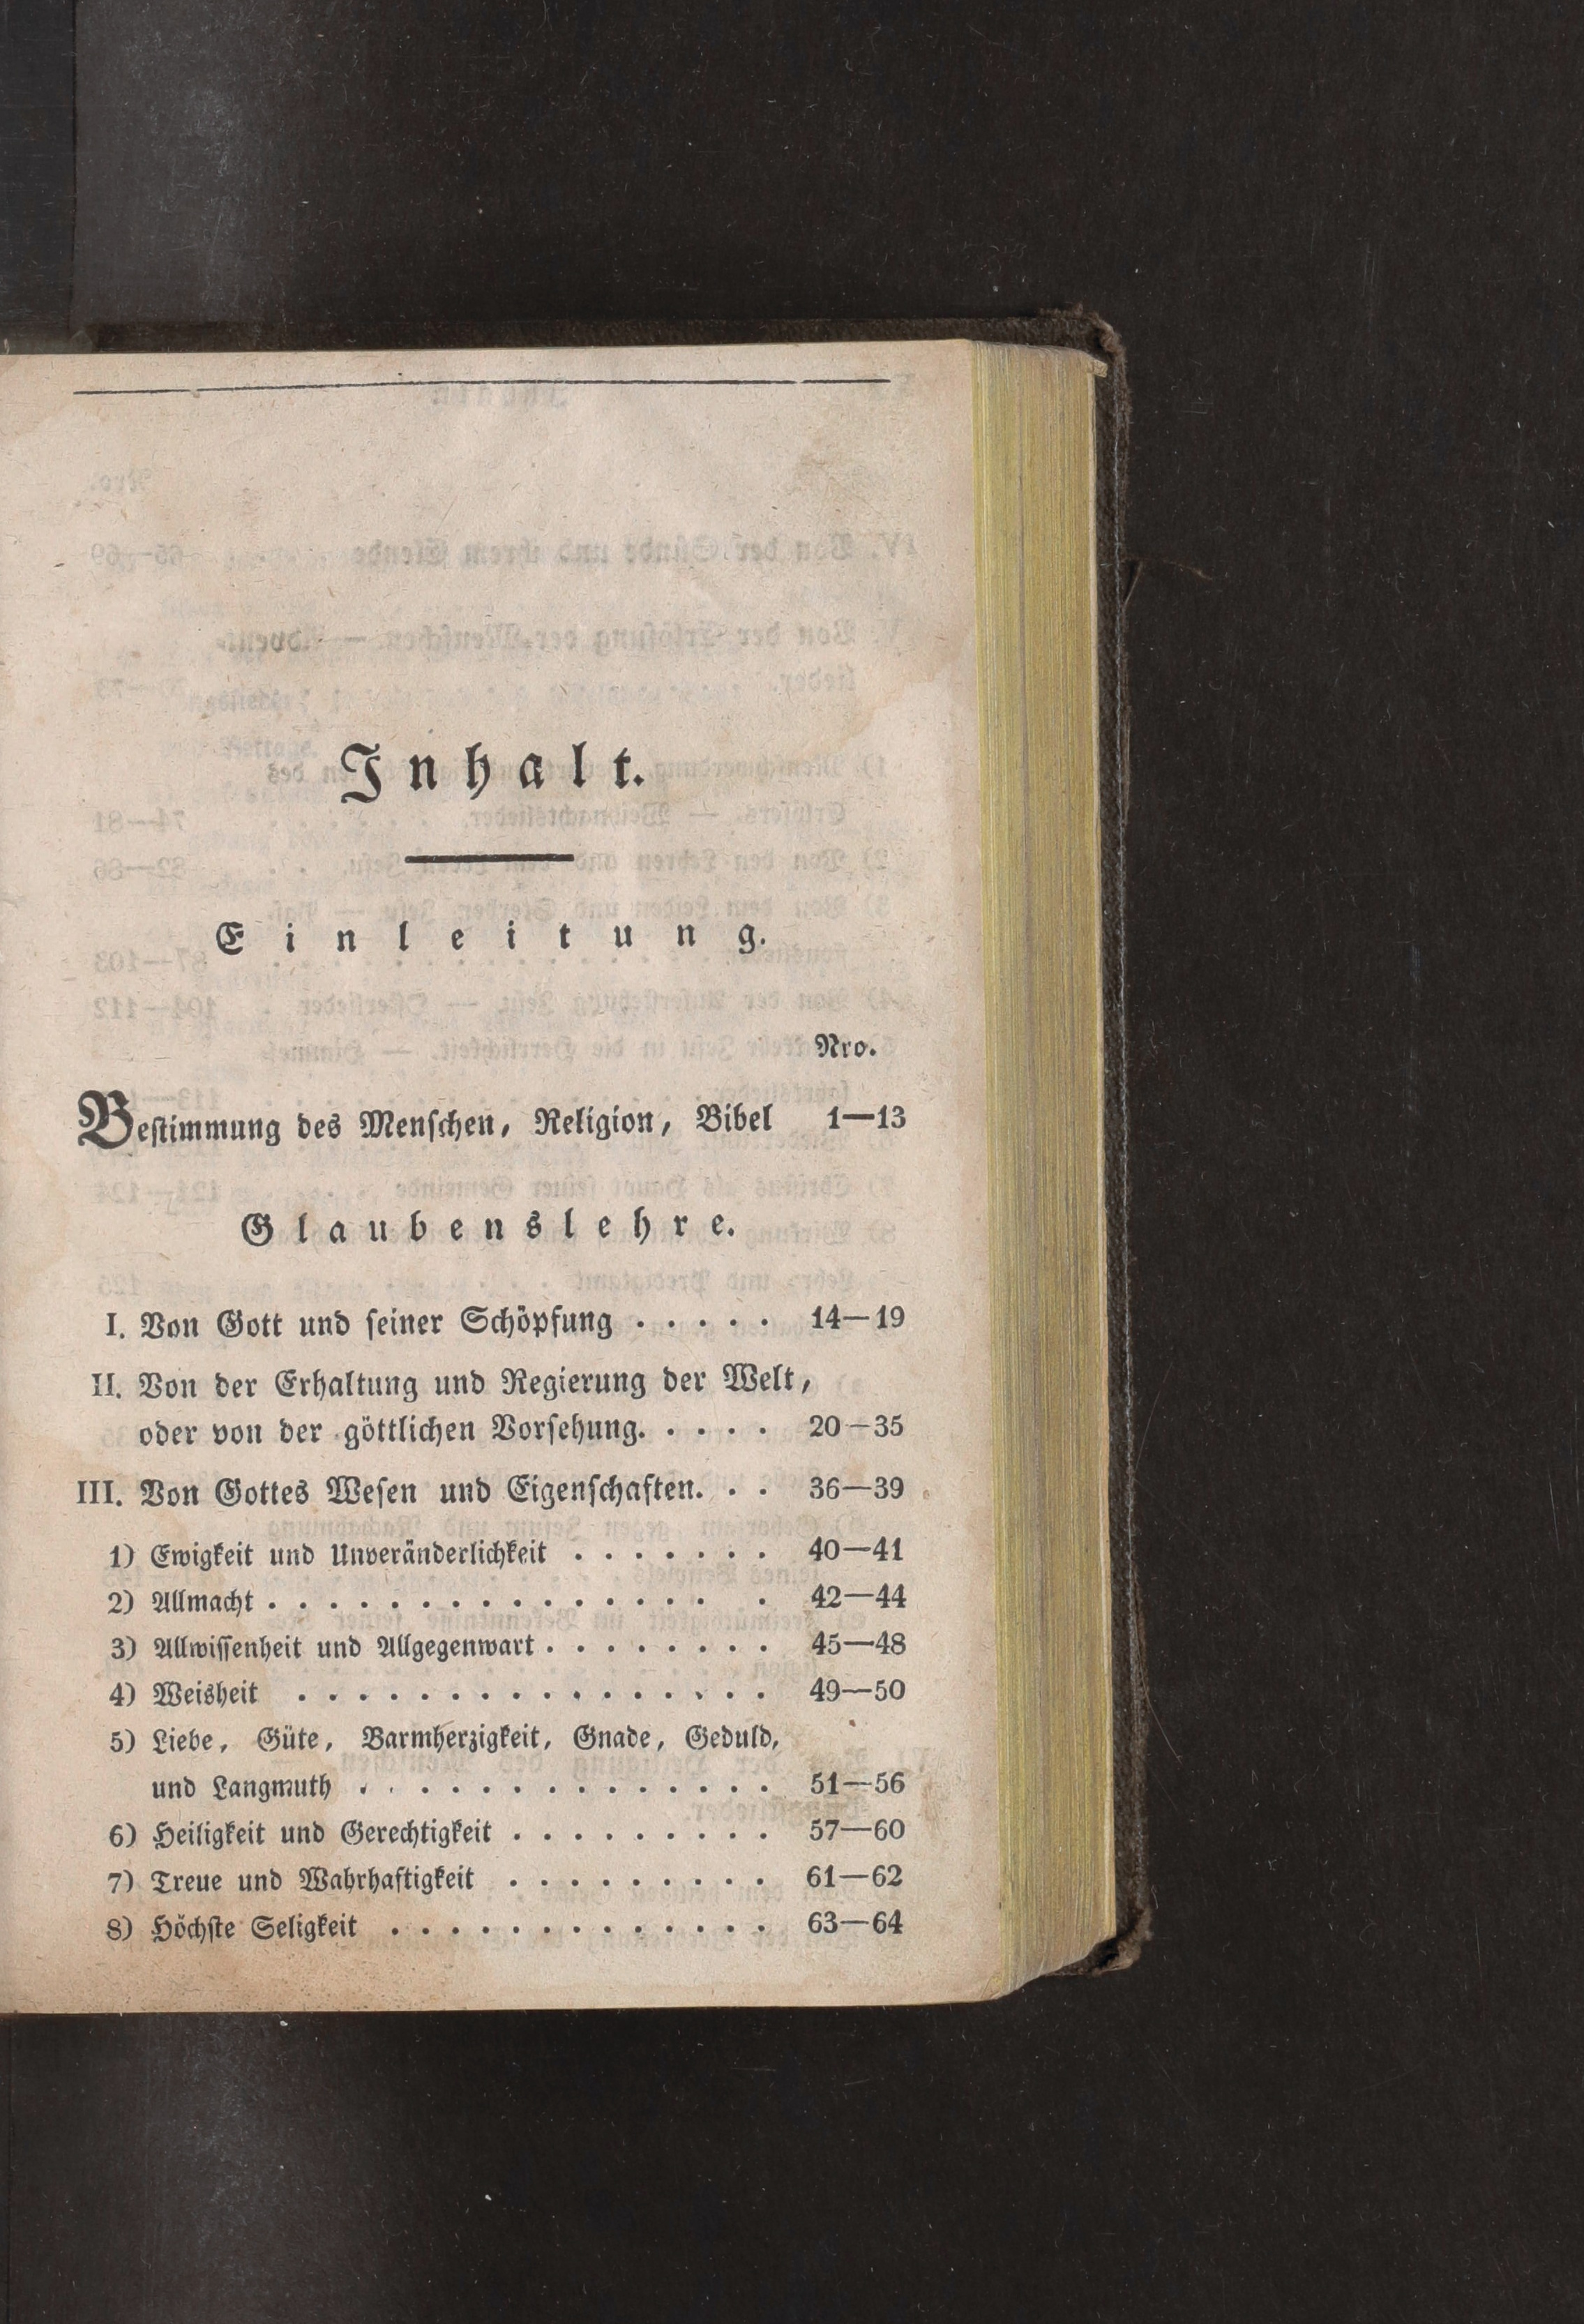 Inhalt.
Einleitung.
Nro.
Beſtimmung des Menſchen, Religion, Bibel 1—13
Glaubenslehre.
I. Von Gott und ſeiner Schöpfung . . . . . 14—19
II. Von der Erhaltung und Regierung der Welt,
oder von der göttlichen Vorſehung. . . . . 20—35
III. Von Gottes Weſen und Eigenſchaften. . . 36—39
1) Ewigkeit und Unveränderlichkeit . . . . . . . 40—41
2) Allmacht . . . . . . . . . . . . . . . . 42—44
3) Allwiſſenheit und Allgegenwart . . . . . . . . 45—48
4) Weisheit . . . . . . . . . . . . . . . . 49—50
5) Liebe, Güte, Barmherzigkeit, Gnade, Geduld,
und Langmuth . . . . . . . . . . . . . . 51—56
6) Heiligkeit und Gerechtigkeit . . . . . . . . . 57—60
7) Treue und Wahrhaftigkeit . . . . . . . . . 61—62
8) Höchſte Seligkeit . . . . . . . . . . . . . 63—64